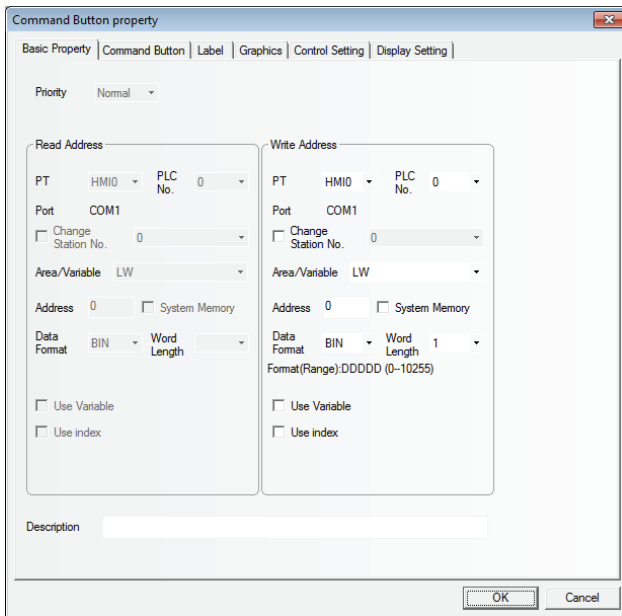 Command Button property
Basic Property Command Button Label Graphics Control Setting Display Setting
Priority Normal
Read Address
PT HMI0 PLC No. 0
Port COM1
Change Station No. 0
Area/Variable LW
Address 0 System Memory
Data Format BIN Word Length
Use Variable
Use index
Write Address
PT HMI0 PLC No. 0
Port COM1
Change Station No. 0
Area/Variable LW
Address 0 System Memory
Data Format BIN Word Length 1
Format(Range):DDDDD (0--10255)
Use Variable
Use index
Description
OK Cancel